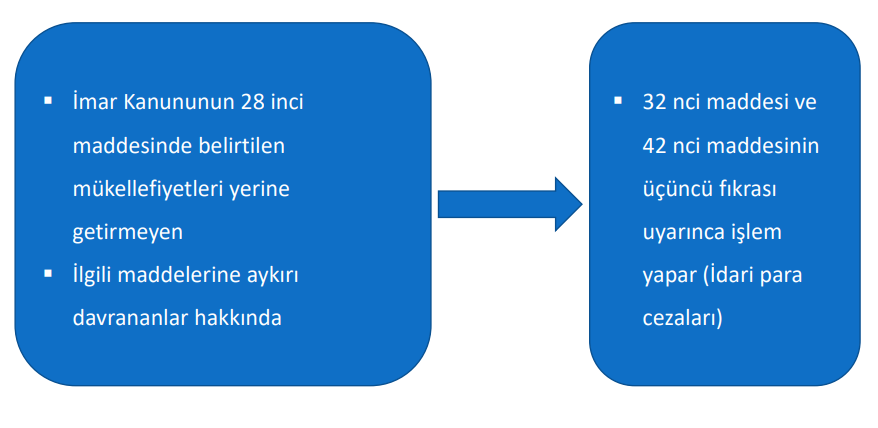 ▪ İmar Kanununun 28 inci
maddesinde belirtilen
mükellefiyetleri yerine
getirmeyen
▪ İlgili maddelerine aykırı
davrananlar hakkında
▪ 32 nci maddesi ve
42 nci maddesinin
üçüncü fıkrası
uyarınca işlem
yapar (İdari para
cezaları)